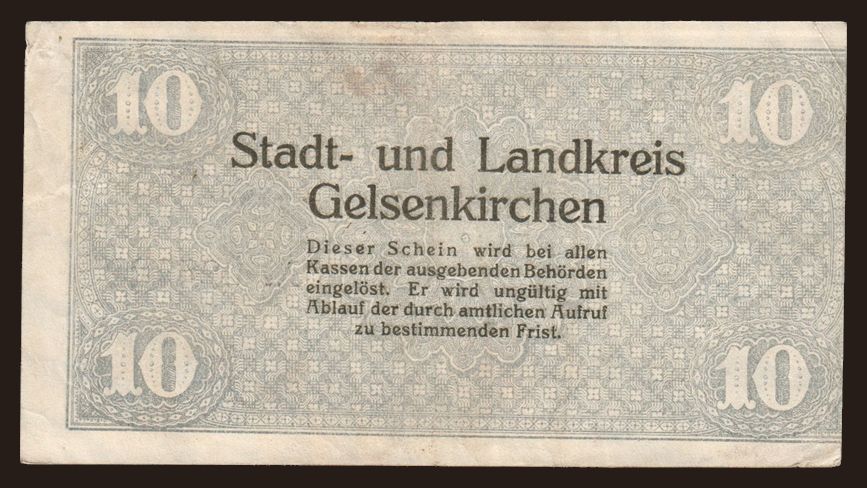 10 10
Stadt- und Landkreis
Gelsenkirchen
Dieser Schein wird bei allen
Kassen der ausgebenden Behörden
eingelöst. Er wird ungültig mit
Ablauf der durch amtlichen Aufruf
zu bestimmenden Frist.
10 10